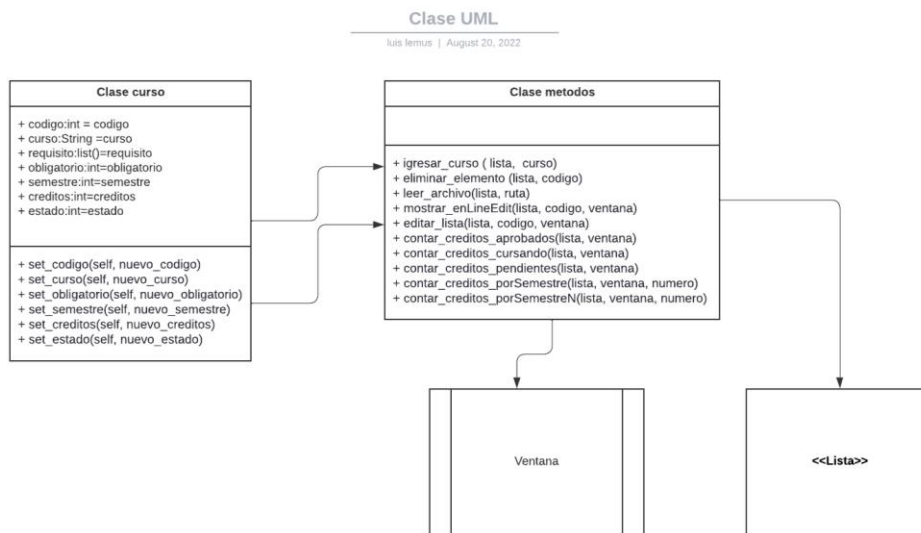 Clase UML
luis lemus | August 20, 2022
Clase curso
+ codigo:int = codigo
+ curso:String =curso
+ requisito:list()=requisito
+ obligatorio:int=obligatorio
+ semestre:int=semestre
+ creditos:int=creditos
+ estado:int=estado
+ set_codigo(self, nuevo_codigo)
+ set_curso(self, nuevo_curso)
+ set_obligatorio(self, nuevo_obligatorio)
+ set_semestre(self, nuevo_semestre)
+ set_creditos(self, nuevo_creditos)
+ set_estado(self, nuevo_estado)
Clase metodos
+ igresar_curso ( lista, curso)
+ eliminar_elemento (lista, codigo)
+ leer_archivo(lista, ruta)
+ mostrar_enLineEdit(lista, codigo, ventana)
+ editar_lista(lista, codigo, ventana)
+ contar_creditos_aprobados(lista, ventana)
+ contar_creditos_cursando(lista, ventana)
+ contar_creditos_pendientes(lista, ventana)
+ contar_creditos_porSemestre(lista, ventana, numero)
+ contar_creditos_porSemestreN(lista, ventana, numero)
Ventana
<<Lista>>